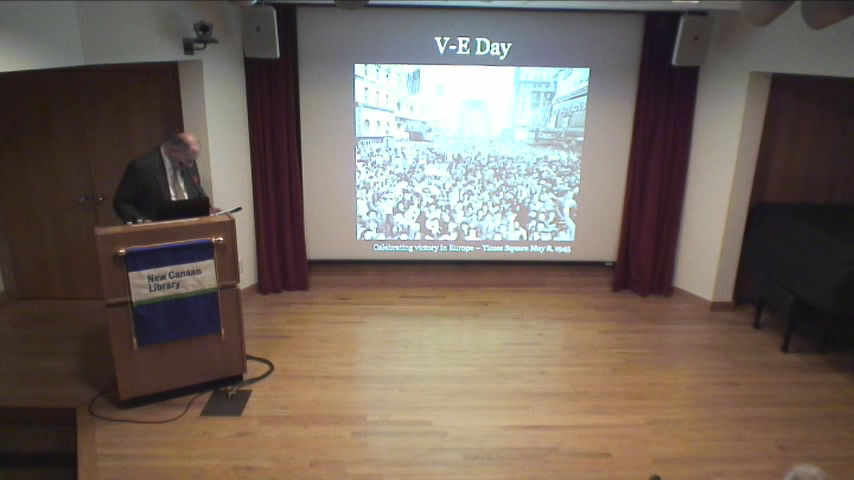 V-E Day
Celebrating victory in Europe – Times Square May 8, 1945
New Canaan
Library